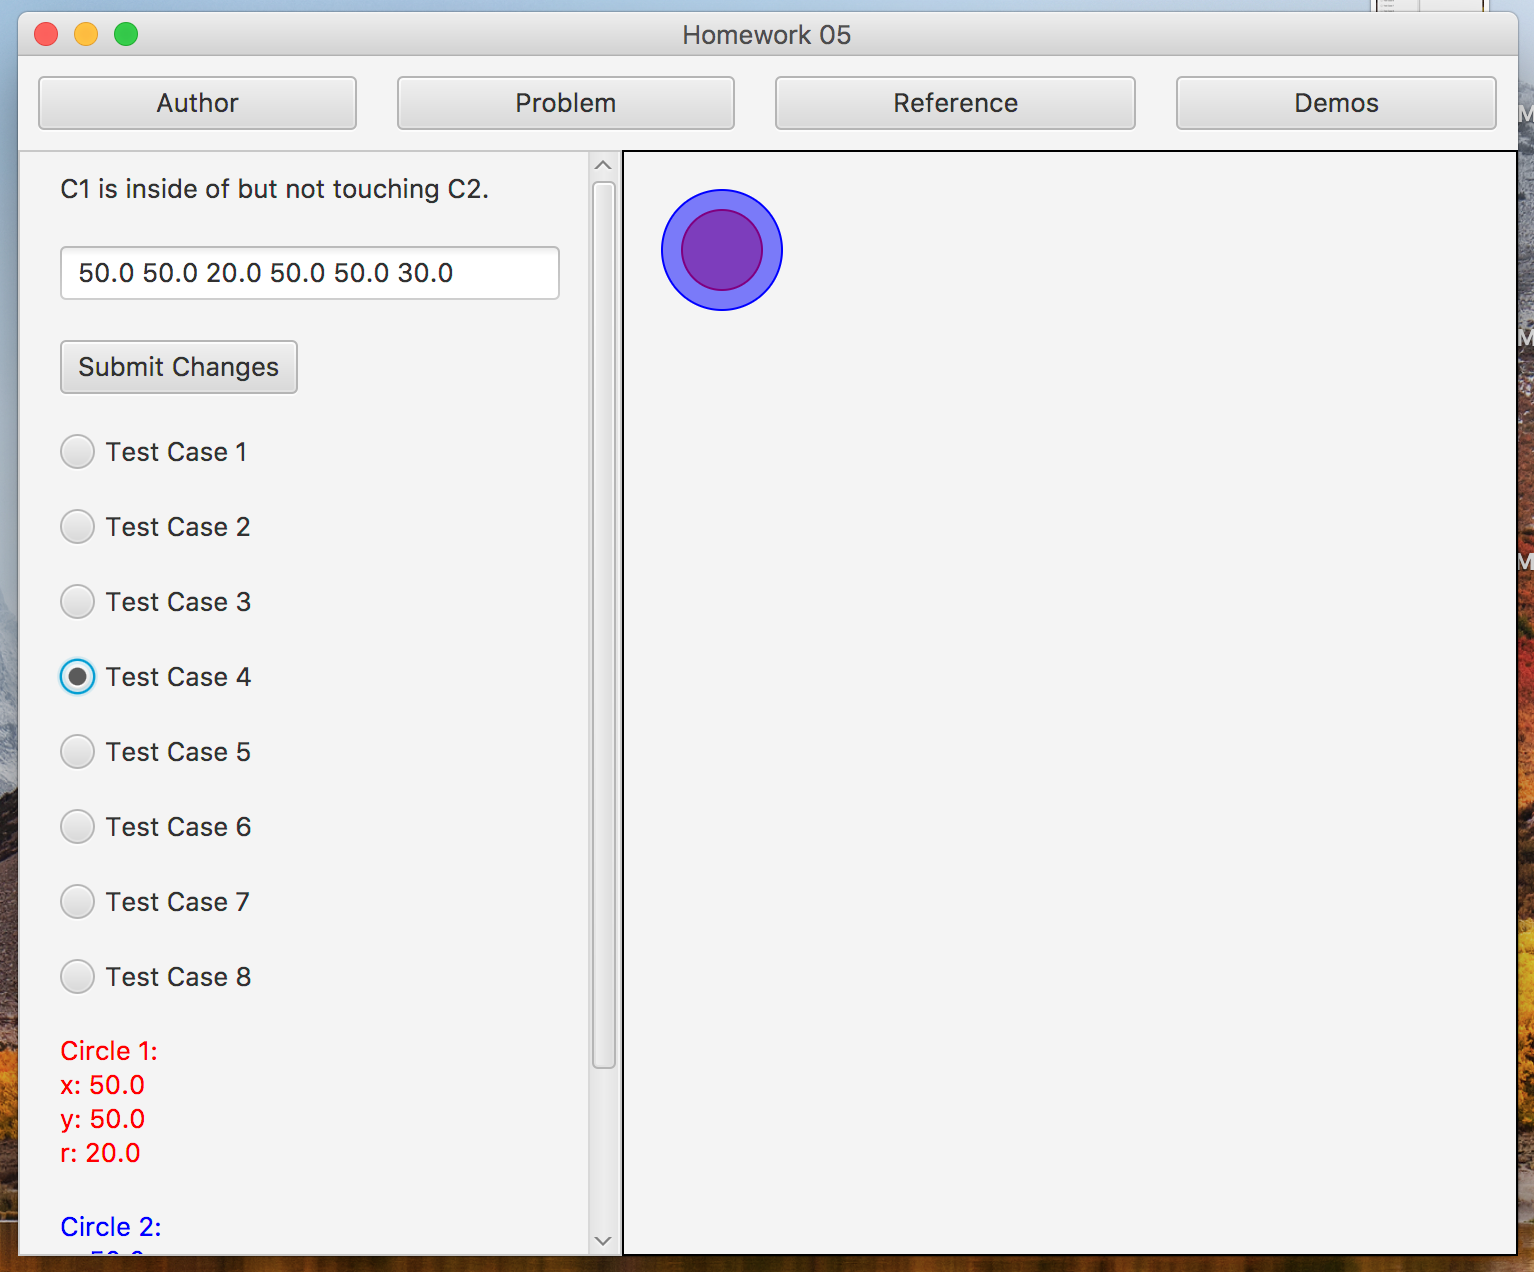 Homework 05
Author
Problem
Reference
Demos
C1 is inside of but not touching C2.
50.0 50.0 20.0 50.0 50.0 30.0
Submit Changes
Test Case 1
Test Case 2
Test Case 3
Test Case 4
Test Case 5
Test Case 6
Test Case 7
Test Case 8
Circle 1:
x: 50.0
y: 50.0
r: 20.0
Circle 2: